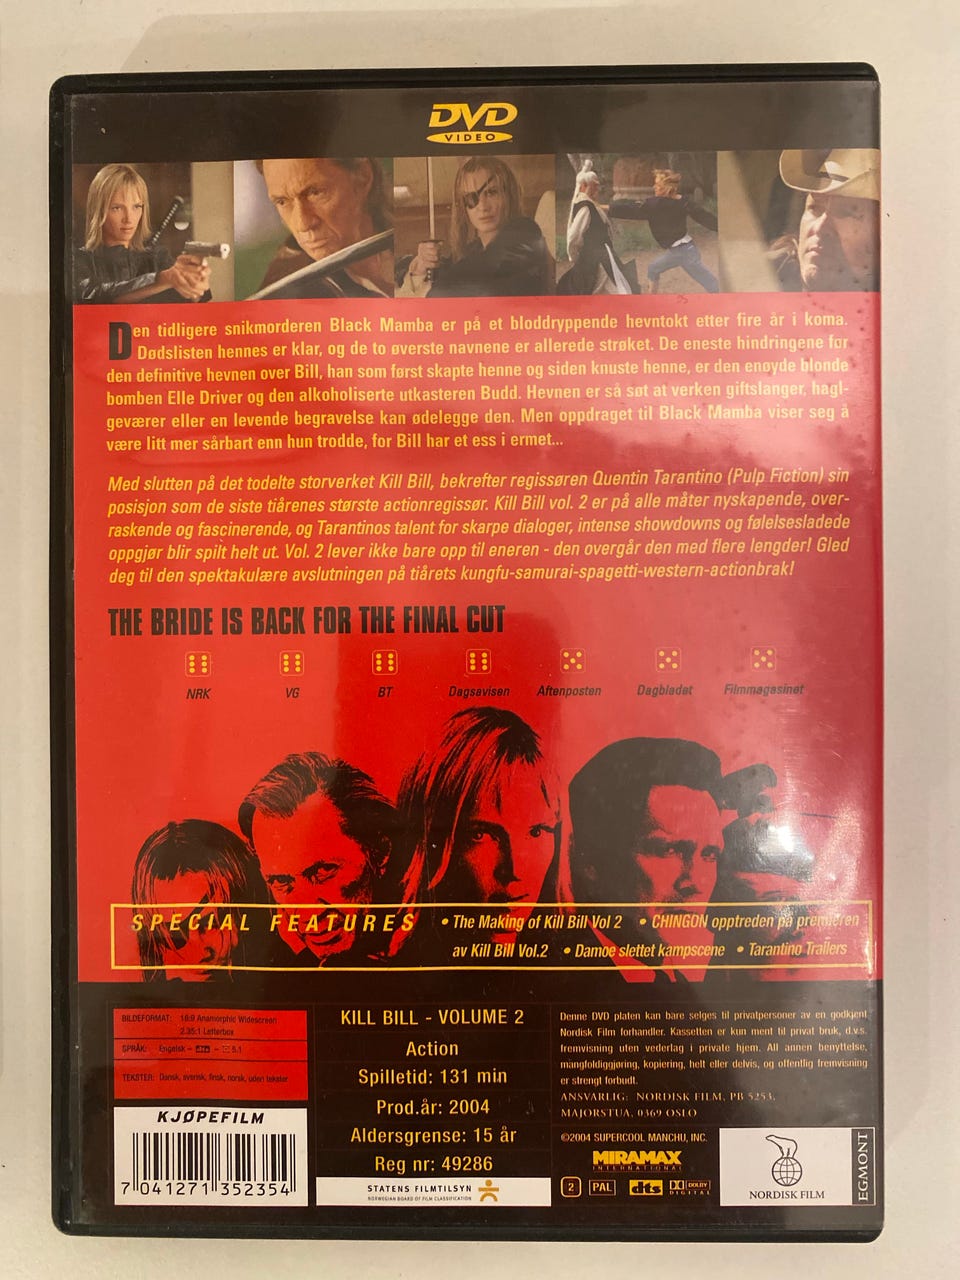 DVD
VIDEO
Den tidligere snikmorderen Black Mamba er på et bloddryppende hevntokt etter fire år i koma.
Dødslisten hennes er klar, og de to øverste navnene er allerede strøket. De eneste hindringene for
den definitive hevnen over Bill, han som først skapte henne og siden knuste henne, er den enøyde blonde
bomben Elle Driver og den alkoholiserte utkasteren Budd. Hevnen er så søt at verken giftslanger, hagl-
geværer eller en levende begravelse kan ødelegge den. Men oppdraget til Black Mamba viser seg å
være litt mer sårbart enn hun trodde, for Bill har et ess i ermet...
Med slutten på det todelte storverket Kill Bill, bekrefter regissøren Quentin Tarantino (Pulp Fiction) sin
posisjon som de siste tiårenes største actionregissør. Kill Bill vol. 2 er på alle måter nyskapende, over-
raskende og fascinerende, og Tarantinos talent for skarpe dialoger, intense showdowns og følelsesladede
oppgjør blir spilt helt ut. Vol. 2 lever ikke bare opp til eneren - den overgår den med flere lengder! Gled
deg til den spektakulære avslutningen på tiårets kungfu-samurai-spagetti-western-actionbrak!
THE BRIDE IS BACK FOR THE FINAL CUT
NRK VG BT Dagsavisen Aftenposten Dagbladet Filmmagasinet
SPECIAL FEATURES • The Making of Kill Bill Vol 2 • CHINGON opptreden på premieren
av Kill Bill Vol.2 • Damoe slettet kampscene • Tarantino Trailers
BILDEFORMAT: 16:9 Anamorphic Widescreen
2.35:1 Letterbox
SPRÅK: Engelsk - dts - 5.1
TEKSTER: Dansk, svensk, finsk, norsk, uden tekster
KJØPEFILM
7 041271 352354
KILL BILL - VOLUME 2
Action
Spilletid: 131 min
Prod.år: 2004
Aldersgrense: 15 år
Reg nr: 49286
STATENS FILMTILSYN
NORWEGIAN BOARD OF FILM CLASSIFICATION
Denne DVD platen kan bare selges til privatpersoner av en godkjent
Nordisk Film forhandler. Kassetten er kun ment til privat bruk, d.v.s.
fremvisning uten vederlag i private hjem. All annen benyttelse,
mangfoldiggjøring, kopiering, helt eller delvis, og offentlig fremvisning
er strengt forbudt.
ANSVARLIG: NORDISK FILM, PB 5253,
MAJORSTUA, 0369 OSLO
©2004 SUPERCOOL MANCHU, INC.
MIRAMAX
INTERNATIONAL
2 PAL dts DOLBY
DIGITAL
NORDISK FILM
EGMONT